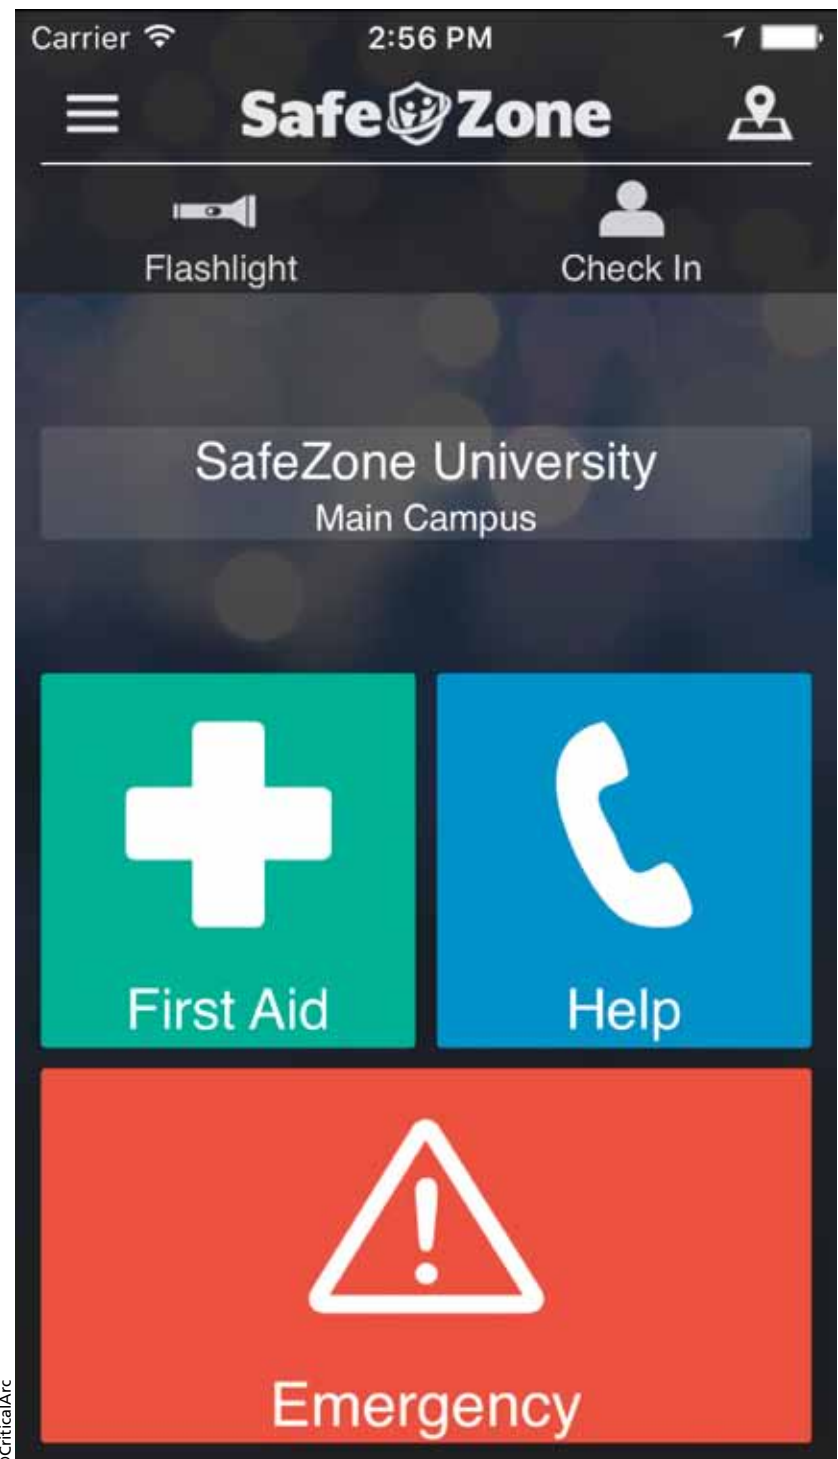 Carrier 2:56 PM
SafeZone
Flashlight Check In
SafeZone University
Main Campus
First Aid Help
Emergency
©CriticalArc